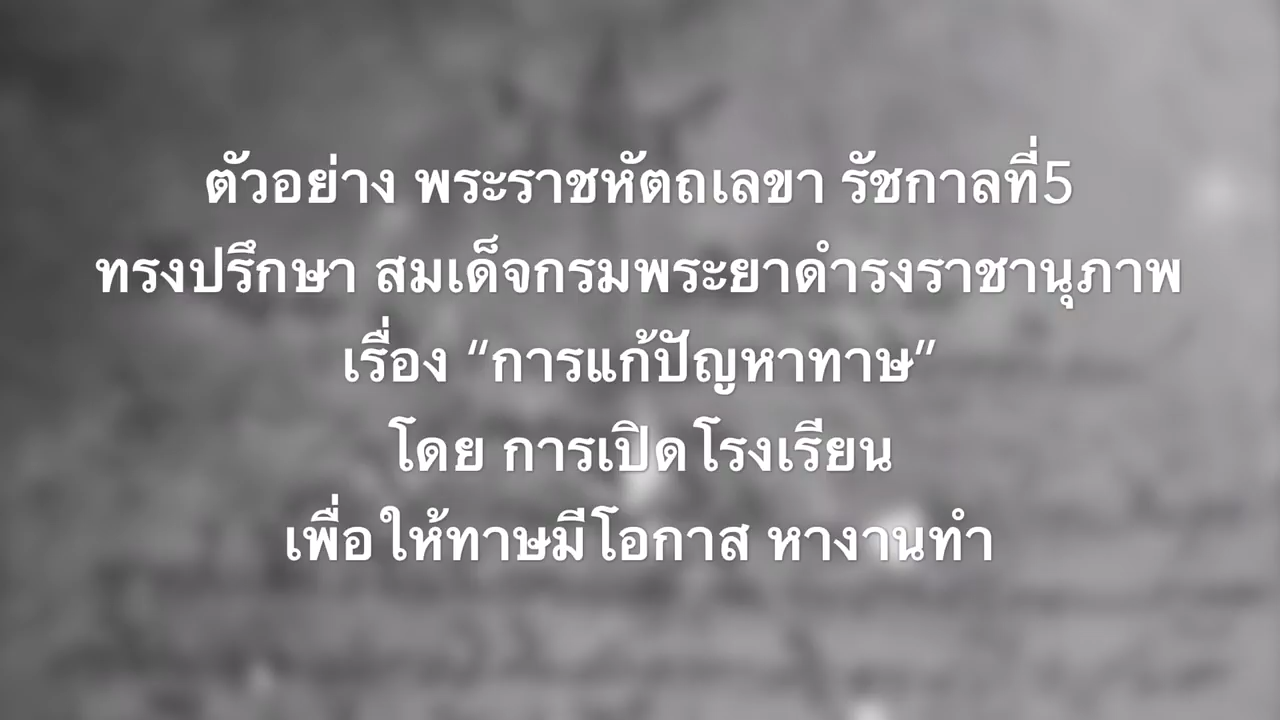 ตัวอย่าง พระราชหัตถเลขา รัชกาลที่5
ทรงปรึกษา สมเด็จกรมพระยาดำรงราชานุภาพ
เรื่อง “การแก้ปัญหาทาษ”
โดย การเปิดโรงเรียน
เพื่อให้ทาษมีโอกาส หางานทำ